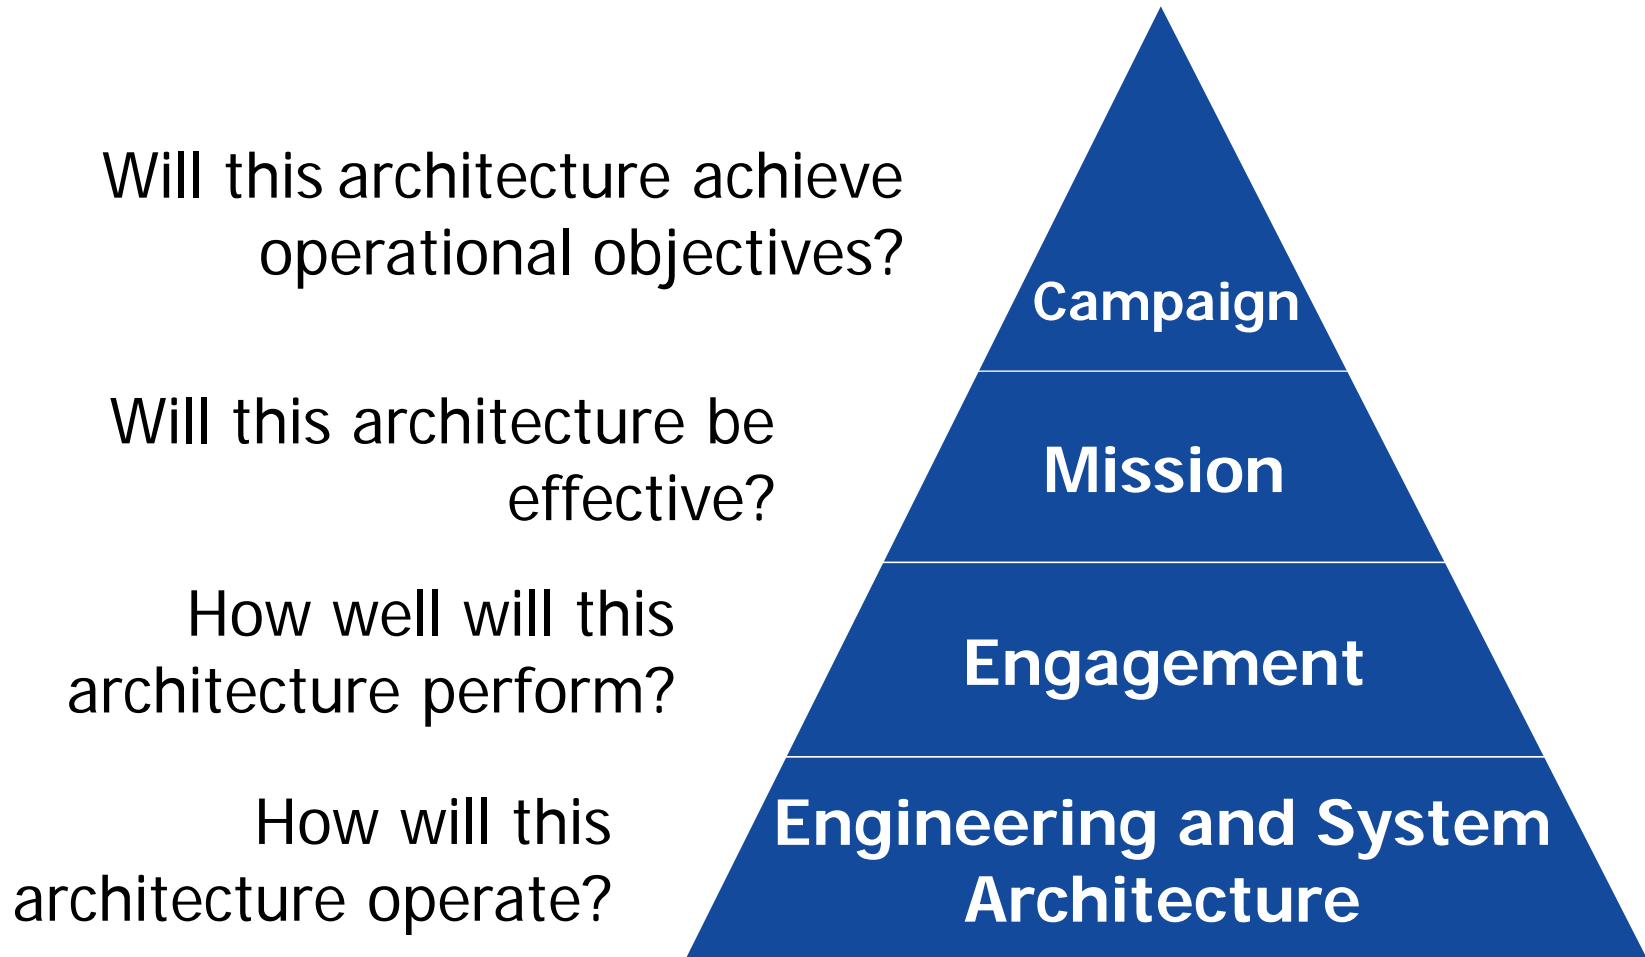 Will this architecture achieve
operational objectives?
Campaign
Will this architecture be
effective?
Mission
How well will this
architecture perform?
Engagement
How will this
architecture operate?
Engineering and System
Architecture